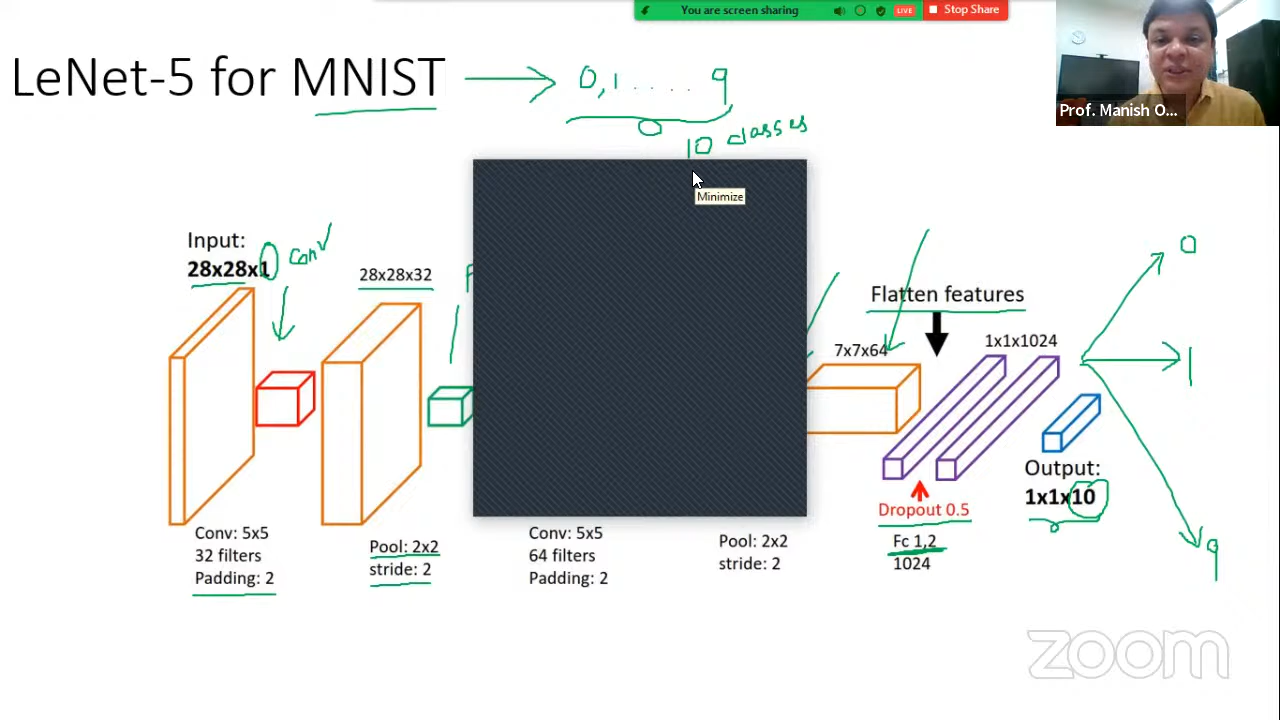 You are screen sharing
LIVE
Stop Share
LeNet-5 for MNIST
0,1 .... 9
10 classes
Prof. Manish O...
Minimize
Input:
28x28x1
Conv
28x28x32
Flatten features
7x7x64
1x1x1024
0
1
9
Output:
1x1x10
Conv: 5x5
32 filters
Padding: 2
Pool: 2x2
stride: 2
Conv: 5x5
64 filters
Padding: 2
Pool: 2x2
stride: 2
Dropout 0.5
Fc 1,2
1024
zoom